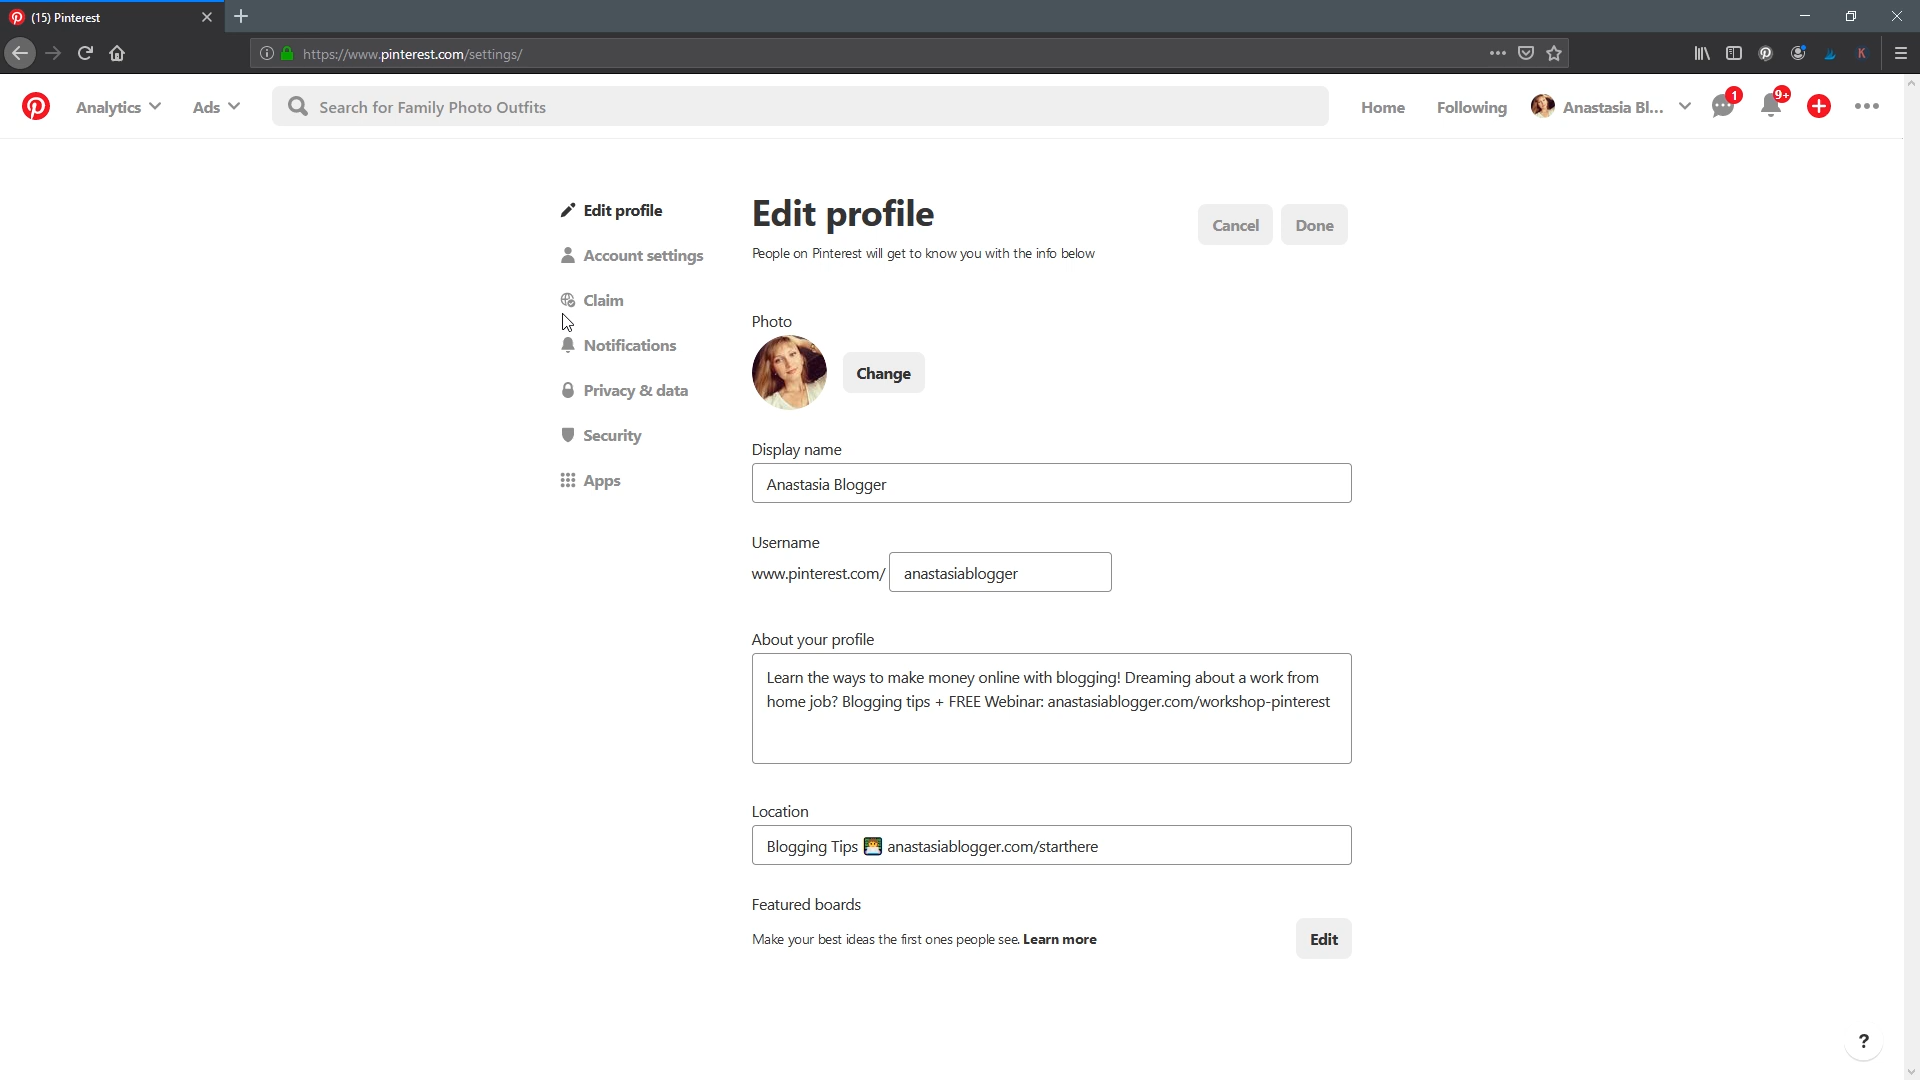 (15) Pinterest
https://www.pinterest.com/settings/
Analytics
Ads
Search for Family Photo Outfits
Home
Following
Anastasia Bl...
1
9+
Edit profile
Account settings
Claim
Notifications
Privacy & data
Security
Apps
Edit profile
People on Pinterest will get to know you with the info below
Cancel
Done
Photo
Change
Display name
Anastasia Blogger
Username
www.pinterest.com/ anastasiablogger
About your profile
Learn the ways to make money online with blogging! Dreaming about a work from
home job? Blogging tips + FREE Webinar: anastasiablogger.com/workshop-pinterest
Location
Blogging Tips 👩‍💻 anastasiablogger.com/starthere
Featured boards
Make your best ideas the first ones people see. Learn more
Edit
?
K